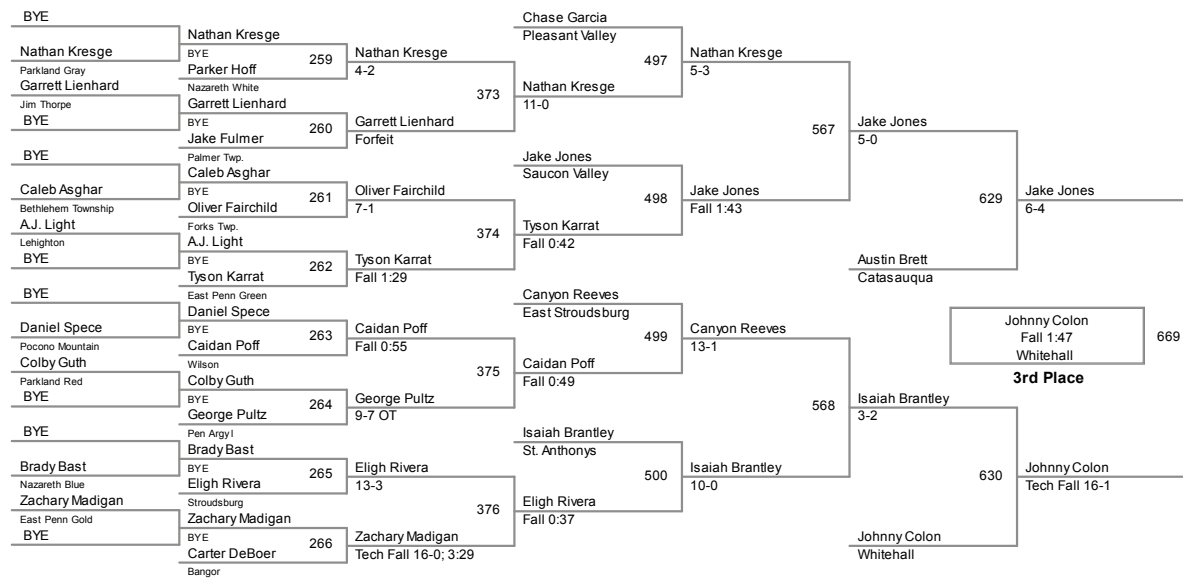 BYE
Nathan Kresge
Parkland Gray
Garrett Lienhard
Jim Thorpe
BYE
BYE
Caleb Asghar
Bethlehem Township
A.J. Light
Lehighton
BYE
BYE
Daniel Spece
Pocono Mountain
Colby Guth
Parkland Red
BYE
BYE
Brady Bast
Nazareth Blue
Zachary Madigan
East Penn Gold
BYE
Nathan Kresge
BYE
259
Parker Hoff
Nazareth White
Garrett Lienhard
BYE
260
Jake Fulmer
Palmer Twp.
Caleb Asghar
BYE
261
Oliver Fairchild
Forks Twp.
A.J. Light
BYE
262
Tyson Karrat
East Penn Green
Daniel Spece
BYE
263
Caidan Poff
Wilson
Colby Guth
BYE
264
George Pultz
Pen Argyl
Brady Bast
BYE
265
Eligh Rivera
Stroudsburg
Zachary Madigan
BYE
266
Carter DeBoer
Bangor
Nathan Kresge
4-2
373
Garrett Lienhard
Forfeit
Oliver Fairchild
7-1
374
Tyson Karrat
Fall 1:29
Caidan Poff
Fall 0:55
375
George Pultz
9-7 OT
Eligh Rivera
13-3
376
Zachary Madigan
Tech Fall 16-0; 3:29
Chase Garcia
Pleasant Valley
497
Nathan Kresge
11-0
Jake Jones
Saucon Valley
498
Tyson Karrat
Fall 0:42
Canyon Reeves
East Stroudsburg
499
Caidan Poff
Fall 0:49
Isaiah Brantley
St. Anthonys
500
Eligh Rivera
Fall 0:37
Nathan Kresge
5-3
567
Jake Jones
Fall 1:43
Canyon Reeves
13-1
568
Isaiah Brantley
10-0
Jake Jones
5-0
629
Austin Brett
Catasauqua
Isaiah Brantley
3-2
630
Johnny Colon
Whitehall
Jake Jones
6-4
Johnny Colon
Fall 1:47
Whitehall
669
3rd Place
Johnny Colon
Tech Fall 16-1